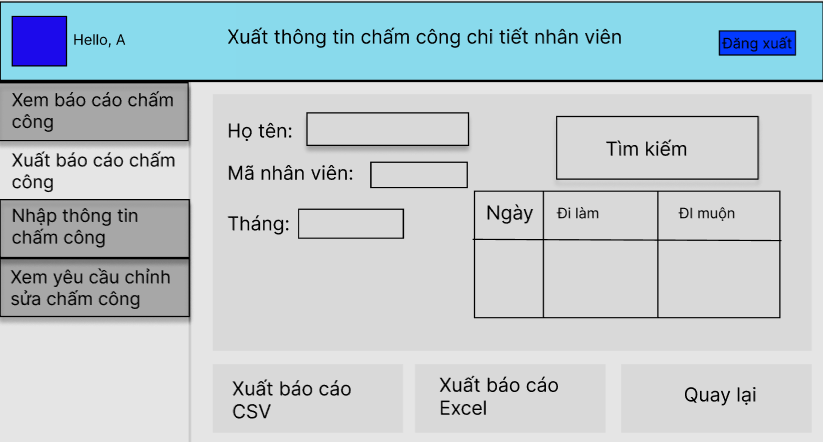 Hello, A
Xuất thông tin chấm công chi tiết nhân viên
Đăng xuất
Xem báo cáo chấm
công
Xuất báo cáo chấm
công
Nhập thông tin
chấm công
Xem yêu cầu chỉnh
sửa chấm công
Họ tên:
Mã nhân viên:
Tháng:
Tìm kiếm
Ngày
Đi làm
ĐI muộn
Xuất báo cáo
CSV
Xuất báo cáo
Excel
Quay lại